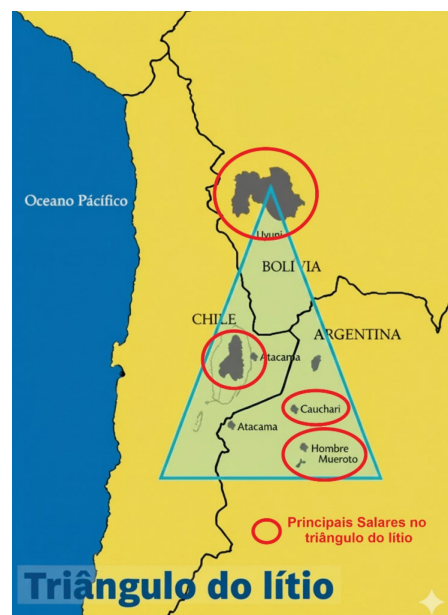 Oceano Pácífico
Uyuni
BOLIVIA
CHILE
ARGENTINA
Atacama
Cauchari
Atacama
Hombre
Mueroto
Principais Salares no
triângulo do lítio
Triângulo do lítio